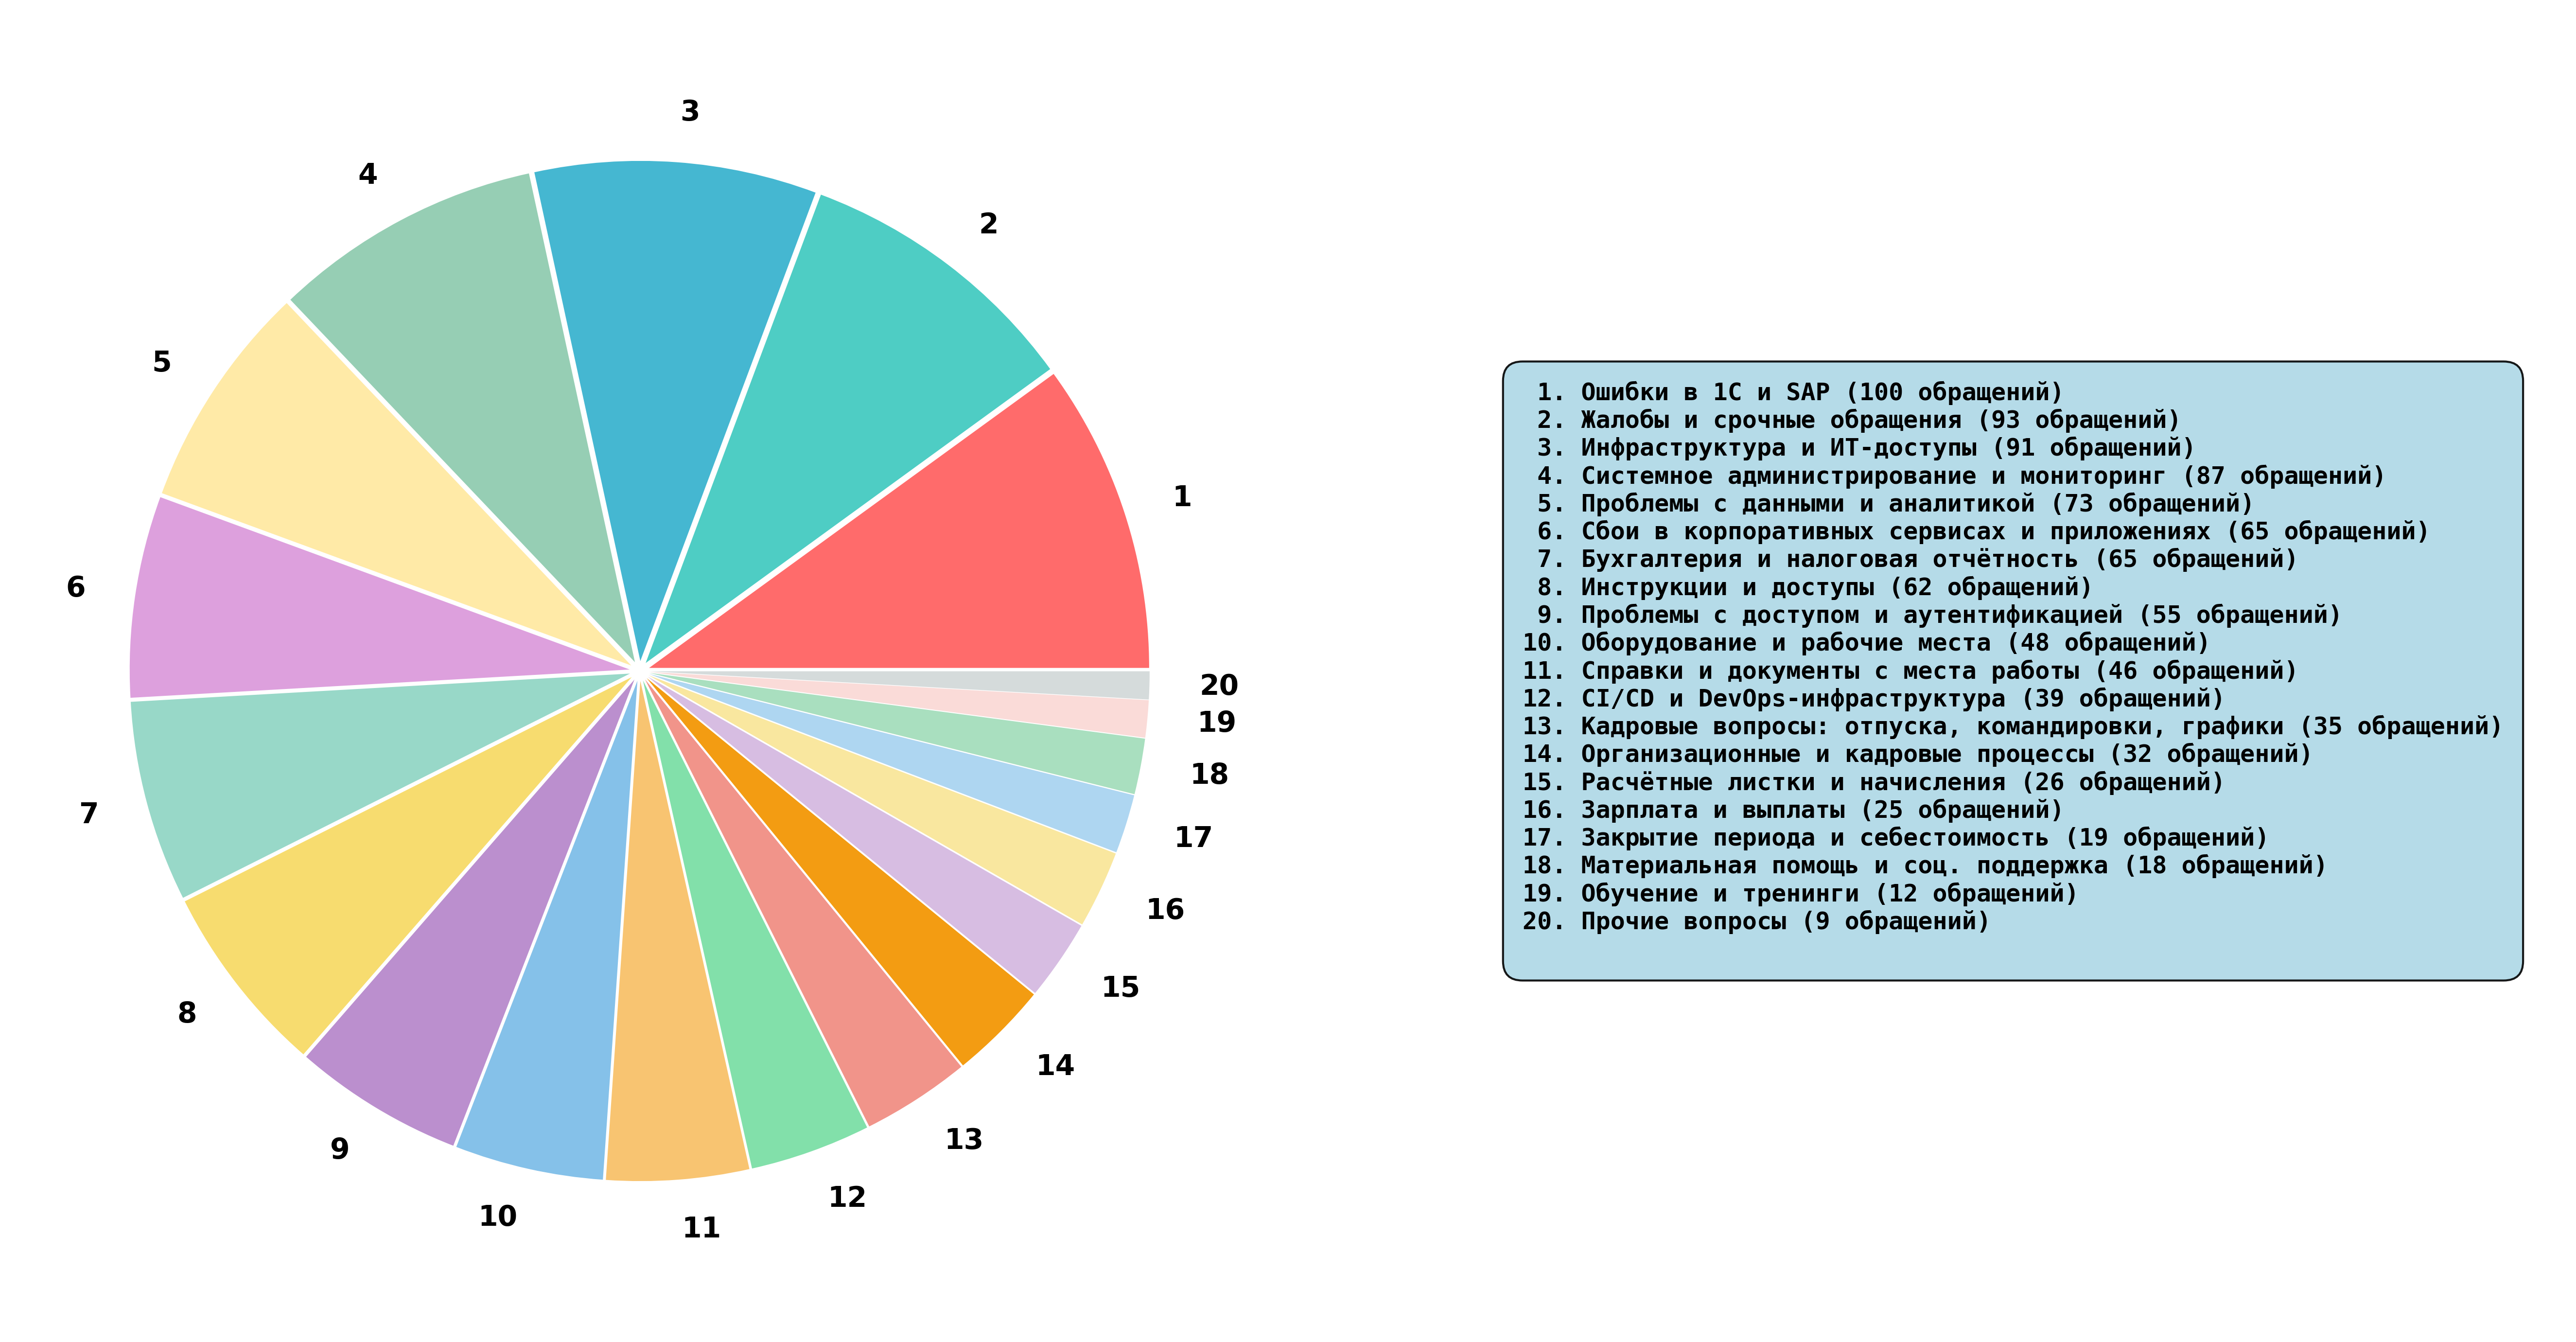 3
4
2
5
1
6
20
19
18
7
17
16
15
8
14
13
9
12
10
11
1. Ошибки в 1С и SAP (100 обращений)
2. Жалобы и срочные обращения (93 обращений)
3. Инфраструктура и ИТ-доступы (91 обращений)
4. Системное администрирование и мониторинг (87 обращений)
5. Проблемы с данными и аналитикой (73 обращений)
6. Сбои в корпоративных сервисах и приложениях (65 обращений)
7. Бухгалтерия и налоговая отчётность (65 обращений)
8. Инструкции и доступы (62 обращений)
9. Проблемы с доступом и аутентификацией (55 обращений)
10. Оборудование и рабочие места (48 обращений)
11. Справки и документы с места работы (46 обращений)
12. CI/CD и DevOps-инфраструктура (39 обращений)
13. Кадровые вопросы: отпуска, командировки, графики (35 обращений)
14. Организационные и кадровые процессы (32 обращений)
15. Расчётные листки и начисления (26 обращений)
16. Зарплата и выплаты (25 обращений)
17. Закрытие периода и себестоимость (19 обращений)
18. Материальная помощь и соц. поддержка (18 обращений)
19. Обучение и тренинги (12 обращений)
20. Прочие вопросы (9 обращений)